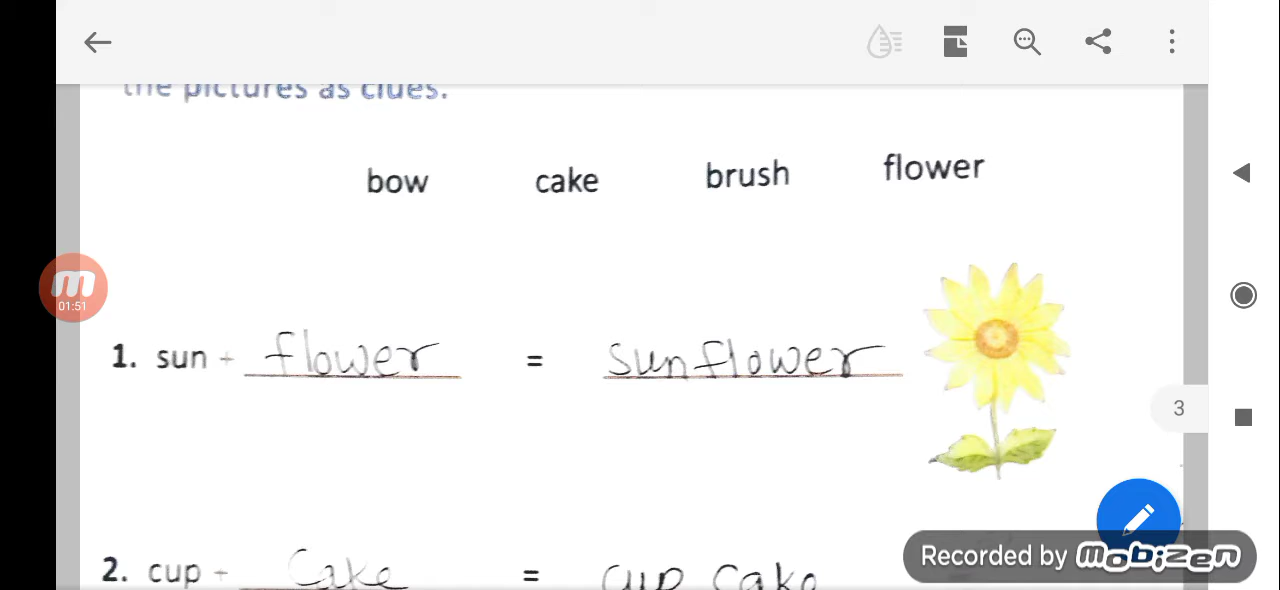 the pictures as clues.
bow cake brush flower
1. sun + flower = sunflower
01:51
3
2. cup + Cake = cup cake
Recorded by mobizen